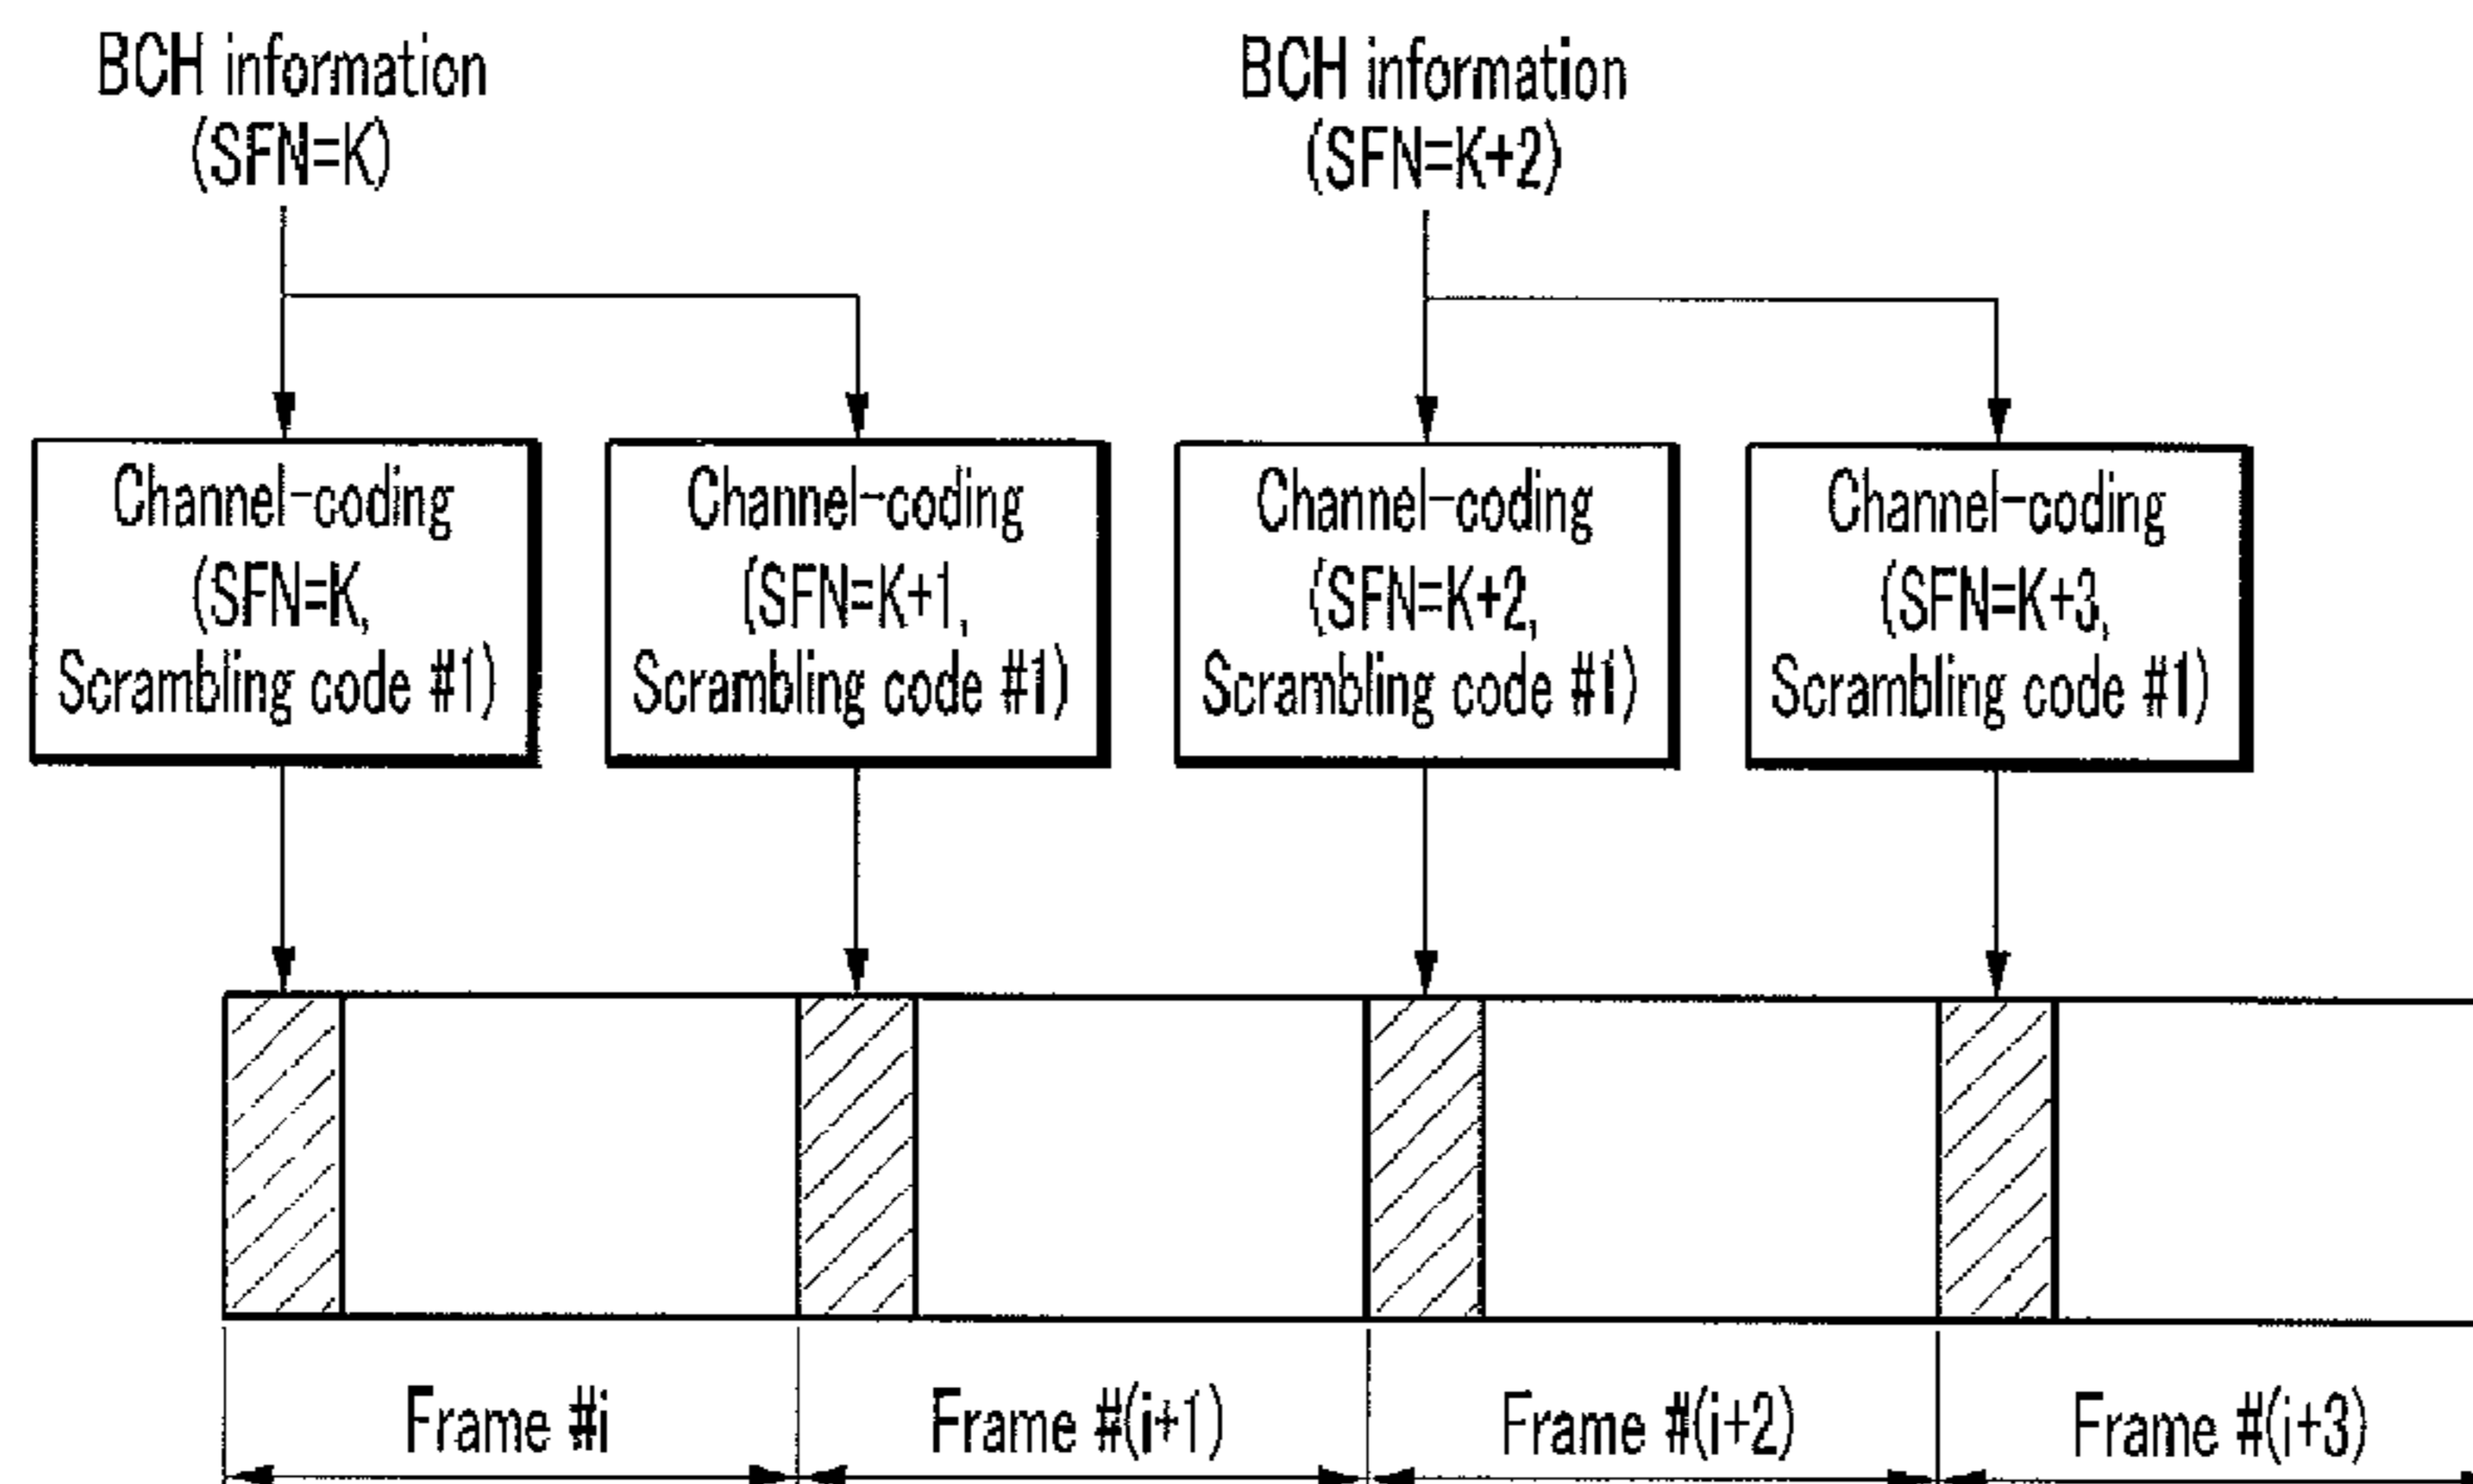 BCH information
(SFN=K)
BCH information
(SFN=K+2)
Channel-coding
(SFN=K,
Scrambling code #1)
Channel-coding
(SFN=K+1,
Scrambling code #1)
Channel-coding
(SFN=K+2,
Scrambling code #1)
Channel-coding
(SFN=K+3,
Scrambling code #1)
Frame #i
Frame #(i+1)
Frame #(i+2)
Frame #(i+3)